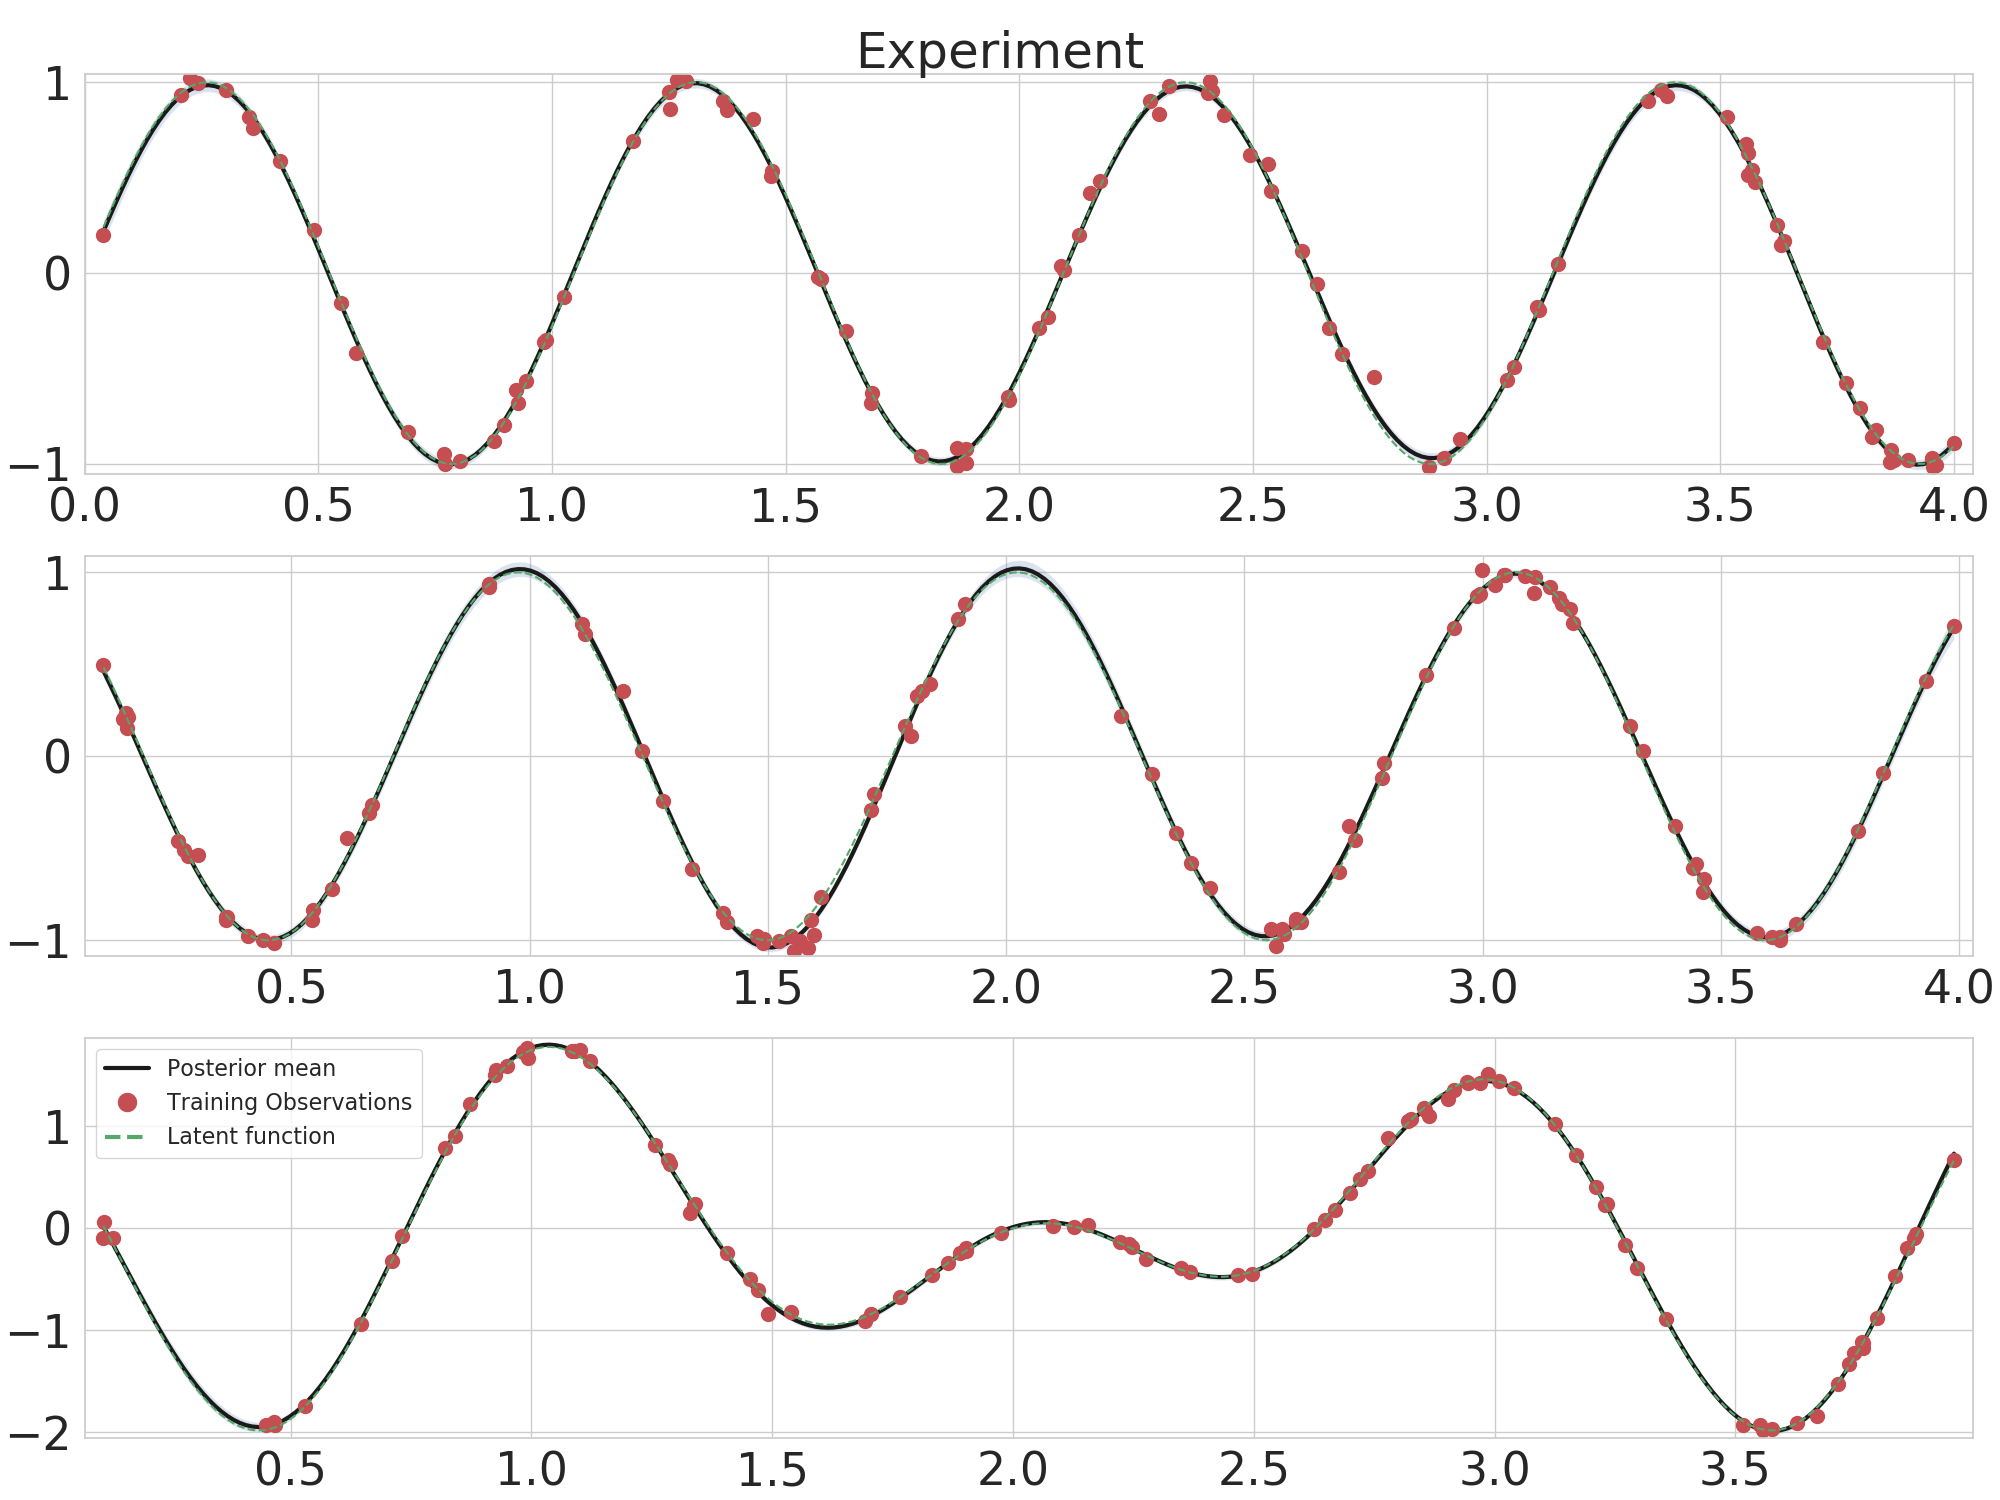 Experiment
1
0
−1
0.0 0.5 1.0 1.5 2.0 2.5 3.0 3.5 4.0
1
0
−1
0.5 1.0 1.5 2.0 2.5 3.0 3.5 4.0
Posterior mean
Training Observations
Latent function
1
0
−1
−2
0.5 1.0 1.5 2.0 2.5 3.0 3.5